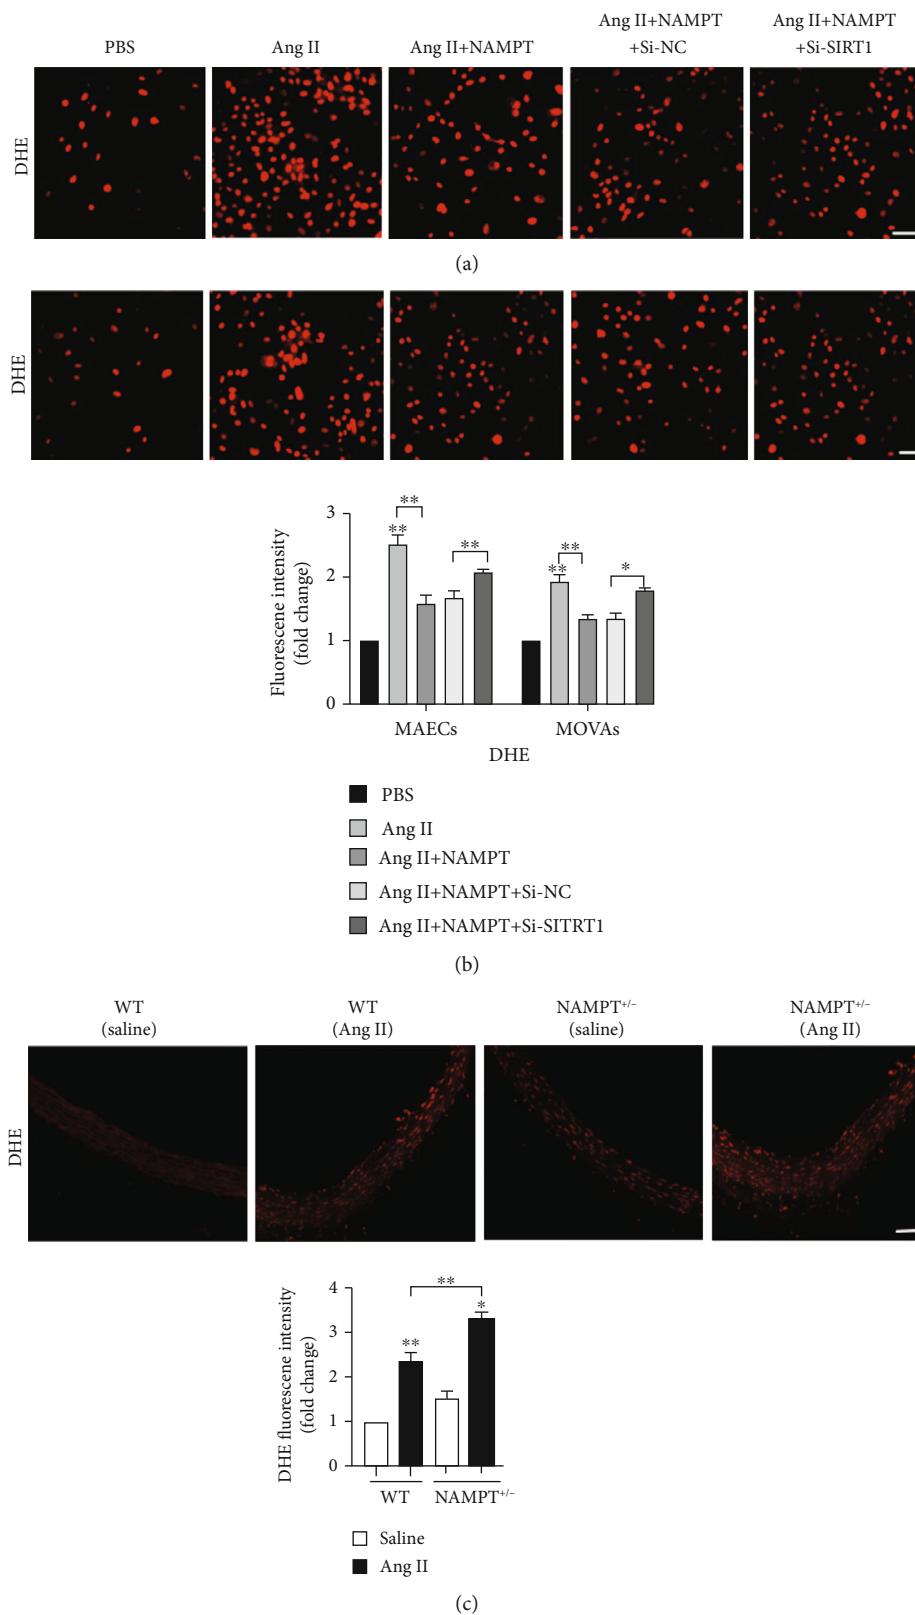 PBS
Ang II
Ang II+NAMPT
Ang II+NAMPT
+Si-NC
Ang II+NAMPT
+Si-SIRT1
DHE
(a)
DHE
Fluorescene intensity
(fold change)
3
2
1
0
**
**
**
**
**
*
MAECs
MOVAs
DHE
PBS
Ang II
Ang II+NAMPT
Ang II+NAMPT+Si-NC
Ang II+NAMPT+Si-SITRT1
(b)
WT
(saline)
WT
(Ang II)
NAMPT+/−
(saline)
NAMPT+/−
(Ang II)
DHE
DHE fluorescene intensity
(fold change)
4
3
2
1
0
**
**
*
WT
NAMPT+/−
Saline
Ang II
(c)